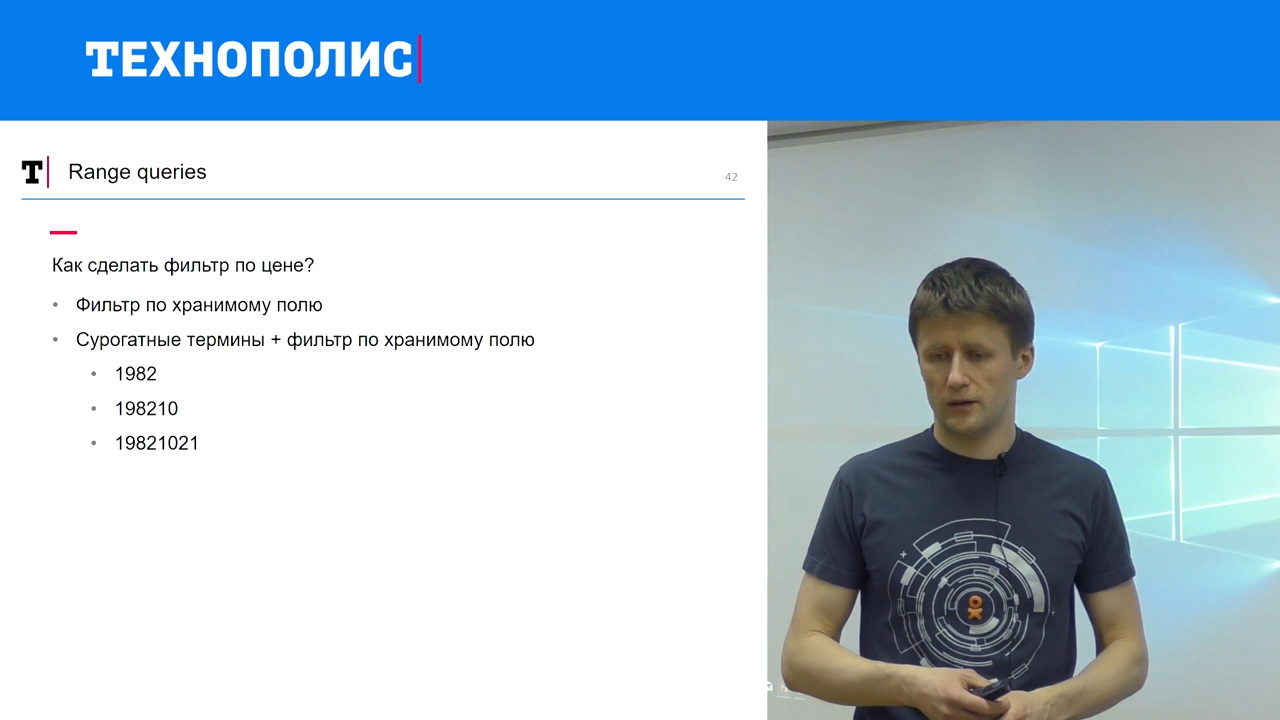 ТЕХНОПОЛИС
Т Range queries
42
Как сделать фильтр по цене?
• Фильтр по хранимому полю
• Сурогатные термины + фильтр по хранимому полю
• 1982
• 198210
• 19821021